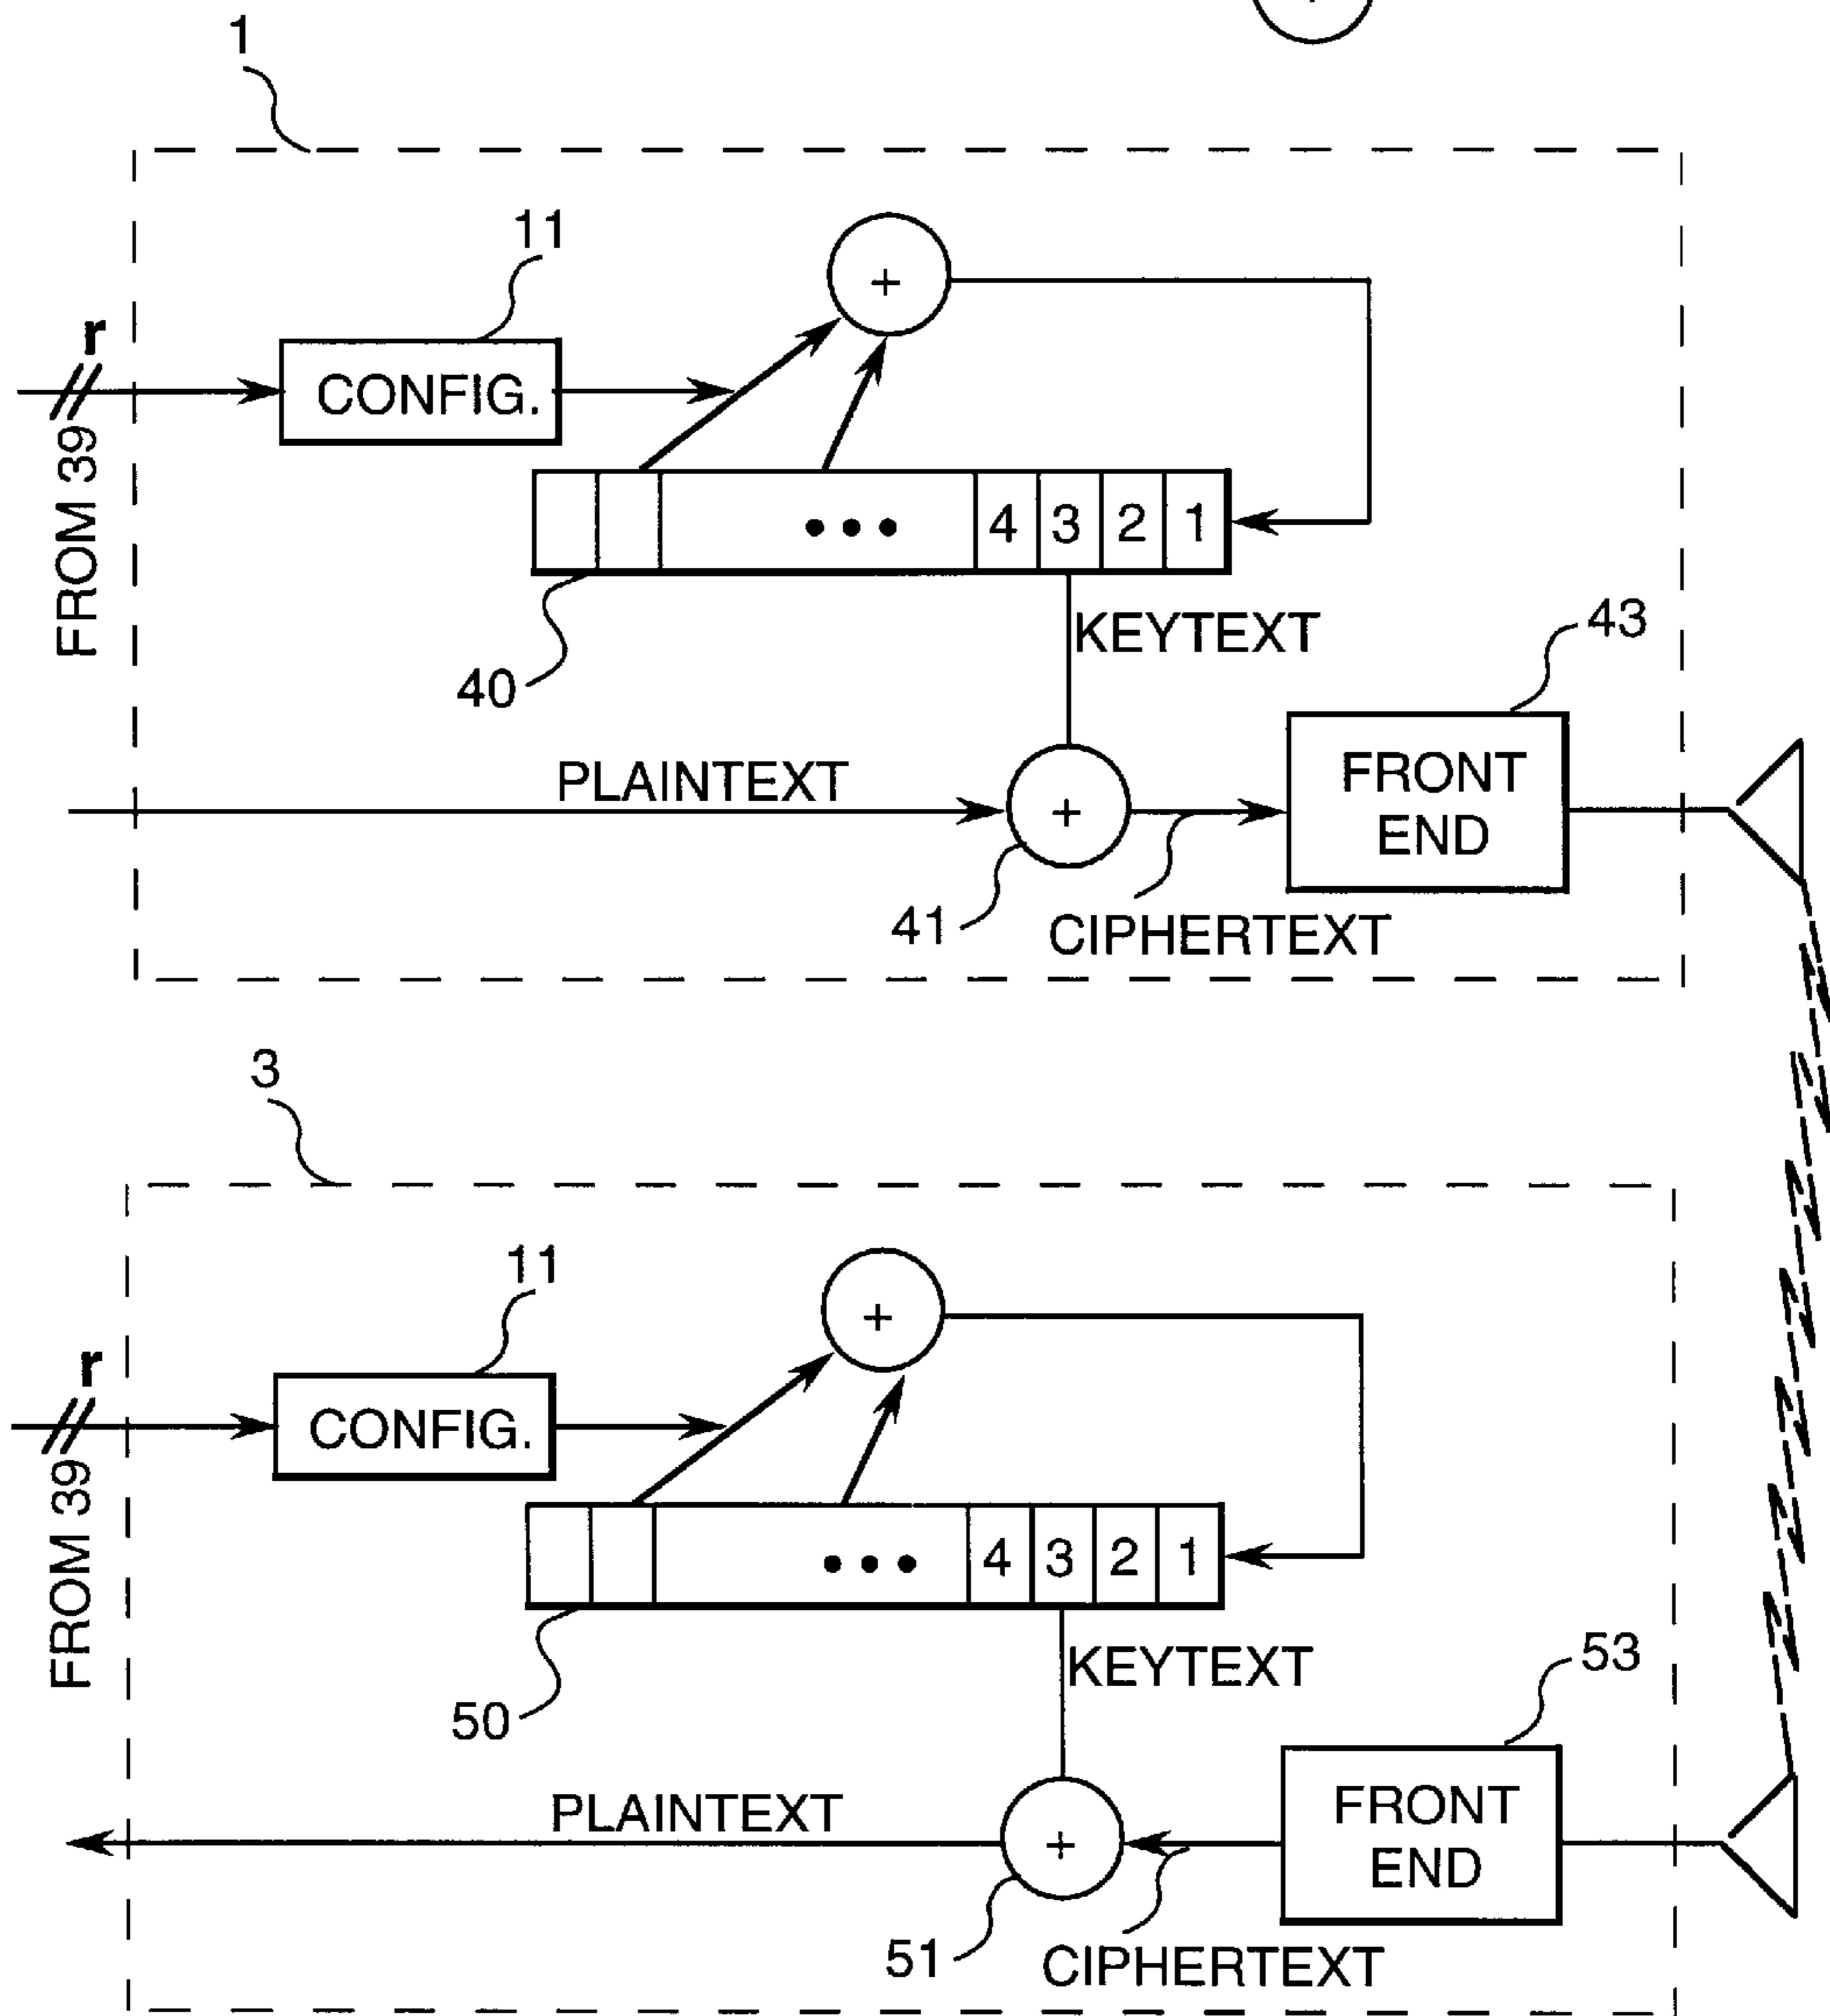 1
11
+
r
CONFIG.
FROM 39
••• 4 3 2 1
KEYTEXT
43
40
PLAINTEXT
+
FRONT
END
41
CIPHERTEXT
3
11
+
r
CONFIG.
FROM 39
••• 4 3 2 1
KEYTEXT
53
50
PLAINTEXT
+
FRONT
END
51
CIPHERTEXT